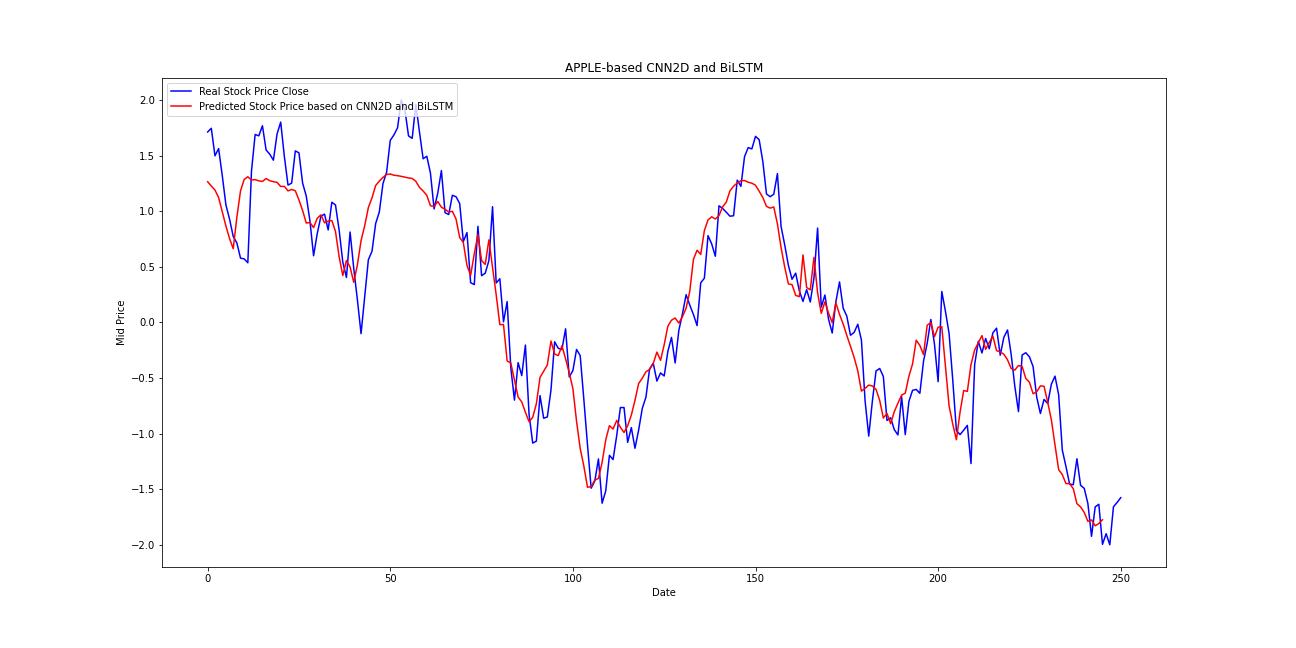 APPLE-based CNN2D and BiLSTM
Real Stock Price Close
Predicted Stock Price based on CNN2D and BiLSTM
2.0
1.5
1.0
0.5
0.0
−0.5
−1.0
−1.5
−2.0
Mid Price
0 50 100 150 200 250
Date